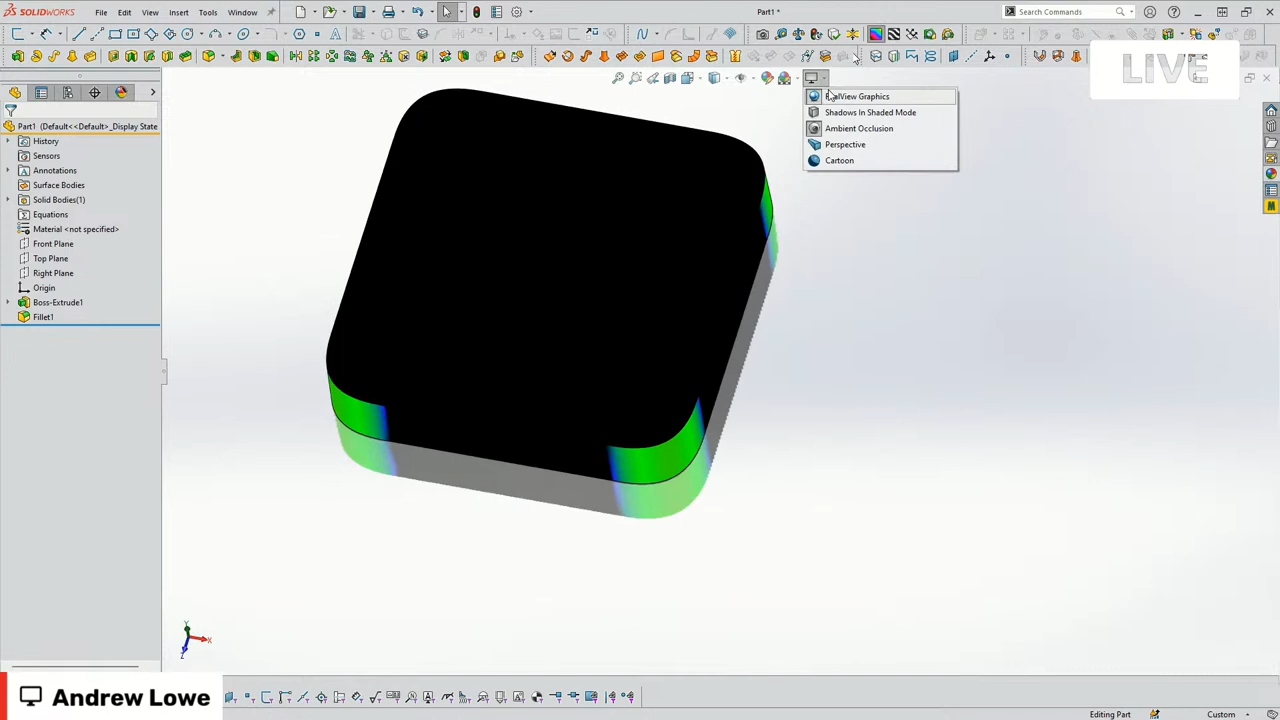 SOLIDWORKS File Edit View Insert Tools Window Part1 * Search Commands
LIVE
Part1 (Default<<Default>_Display State
History
Sensors
Annotations
Surface Bodies
Solid Bodies(1)
Equations
Material <not specified>
Front Plane
Top Plane
Right Plane
Origin
Boss-Extrude1
Fillet1
RealView Graphics
Shadows In Shaded Mode
Ambient Occlusion
Perspective
Cartoon
Y
X
Z
Andrew Lowe
Editing Part Custom